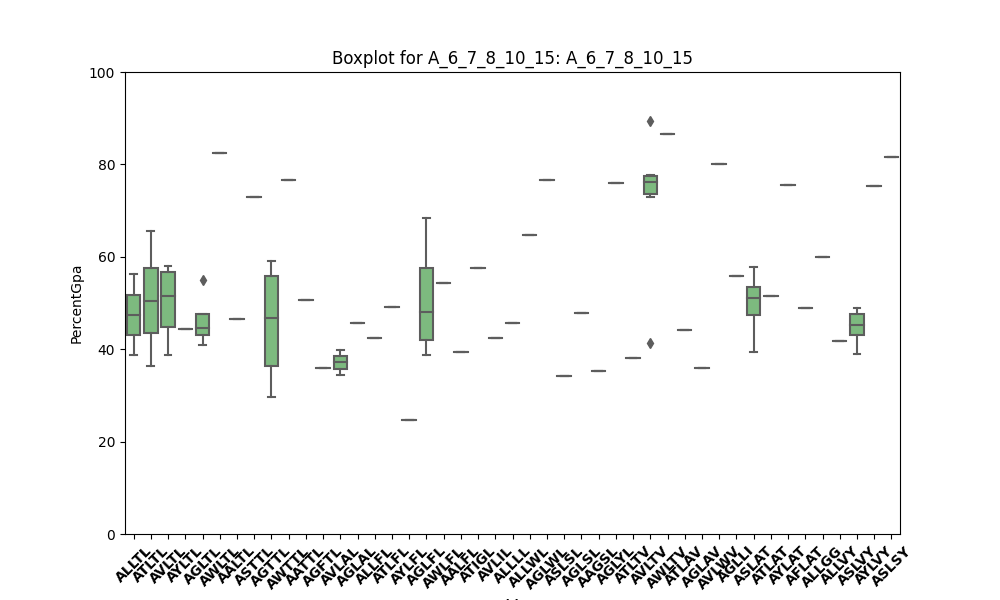 Boxplot for A_6_7_8_10_15: A_6_7_8_10_15
PercentGpa
100
80
60
40
20
0
ALLTL
ATLTL
AVLTL
AYLTL
AGLTL
AWLTL
AALTL
ASTTL
AGTTL
AWTTL
AATTL
AGFTL
AVLAL
AGLAL
ALLFL
ATLFL
AYLFL
AGLFL
AWLFL
AALFL
ATIGL
AVLIL
ALLLL
ALLWL
AGLWL
ASLSL
AGLSL
AAGSL
AGLYL
ATLTV
AVLTV
AWLTV
ATLAV
AGLAV
AVLWV
AGLLI
ASLAT
ATLAT
AYLAT
AFLAT
ALLGG
ALLVY
ASLVY
AYLVY
ASLSY